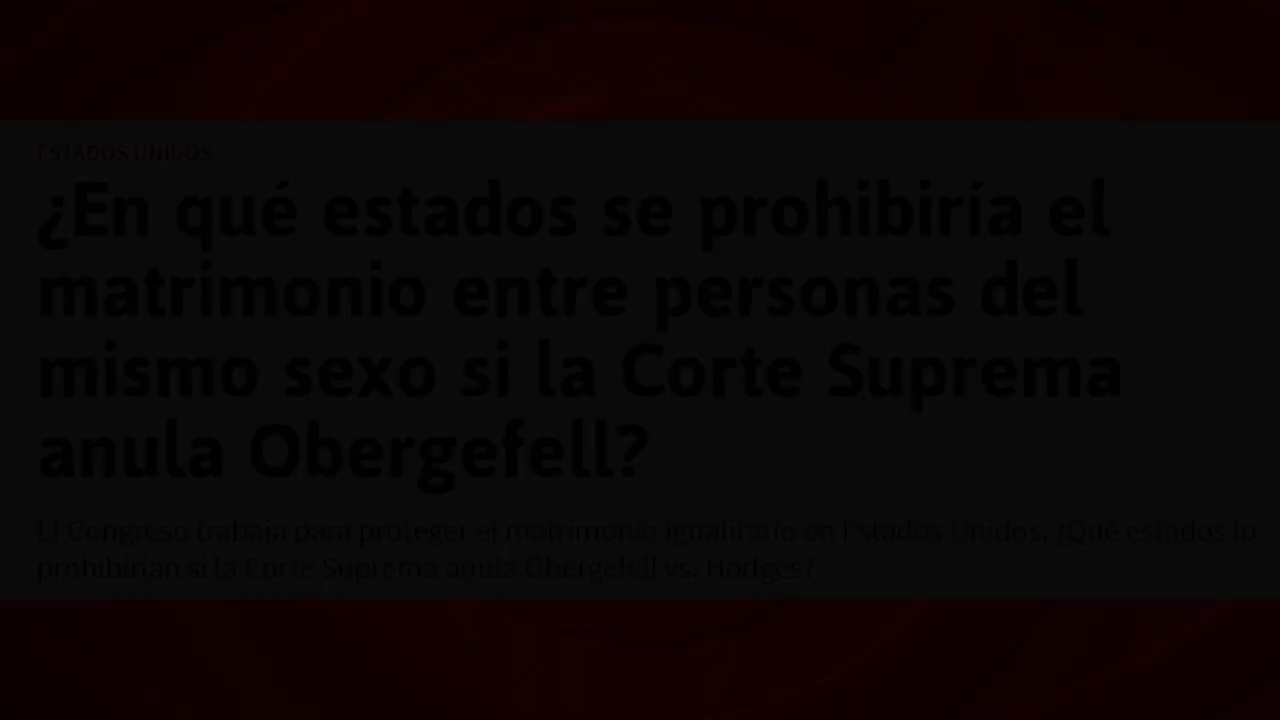 ESTADOS UNIDOS
¿En qué estados se prohibiría el
matrimonio entre personas del
mismo sexo si la Corte Suprema
anula Obergefell?
El Congreso trabaja para proteger el matrimonio igualitario en Estados Unidos. ¿Qué estados lo
prohibirían si la Corte Suprema anula Obergefell vs. Hodges?